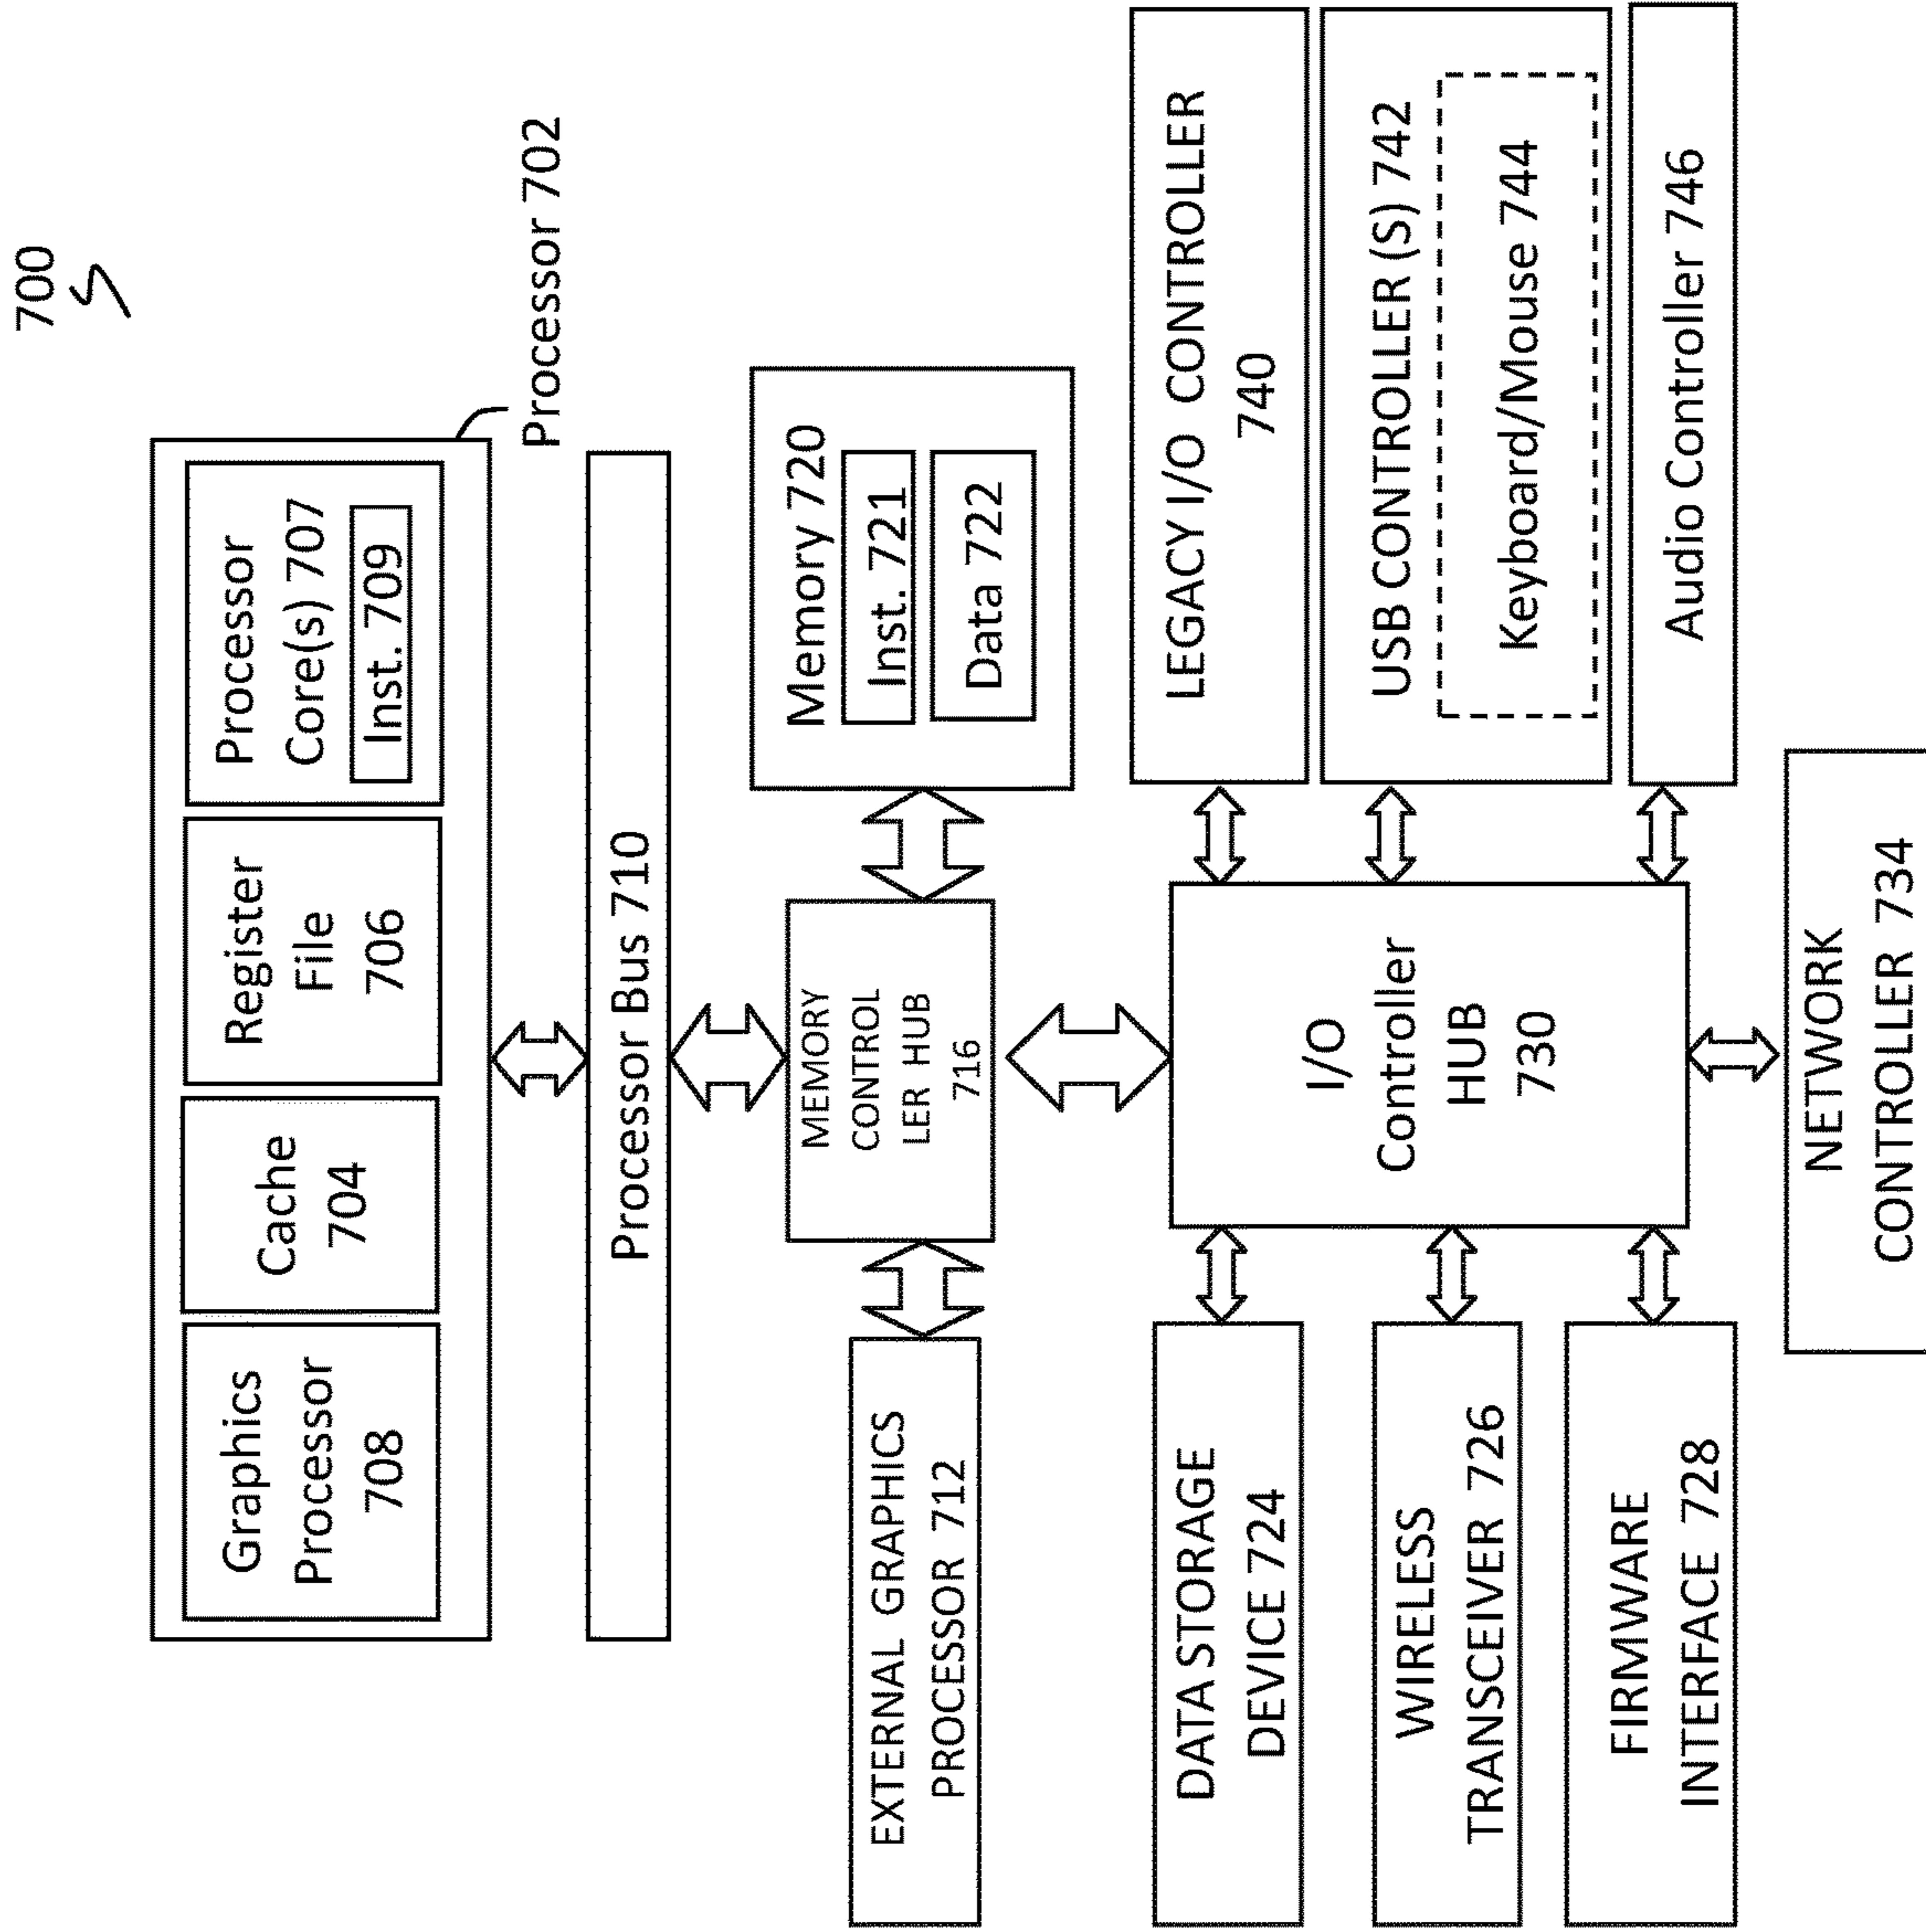 700
Processor 702
Graphics
Processor
708
Cache
704
Register
File
706
Processor
Core(s) 707
Inst. 709
Processor Bus 710
EXTERNAL GRAPHICS
PROCESSOR 712
MEMORY
CONTROL
LER HUB
716
Memory 720
Inst. 721
Data 722
DATA STORAGE
DEVICE 724
WIRELESS
TRANSCEIVER 726
FIRMWARE
INTERFACE 728
I/O
Controller
HUB
730
LEGACY I/O CONTROLLER
740
USB CONTROLLER (S) 742
Keyboard/Mouse 744
Audio Controller 746
NETWORK
CONTROLLER 734